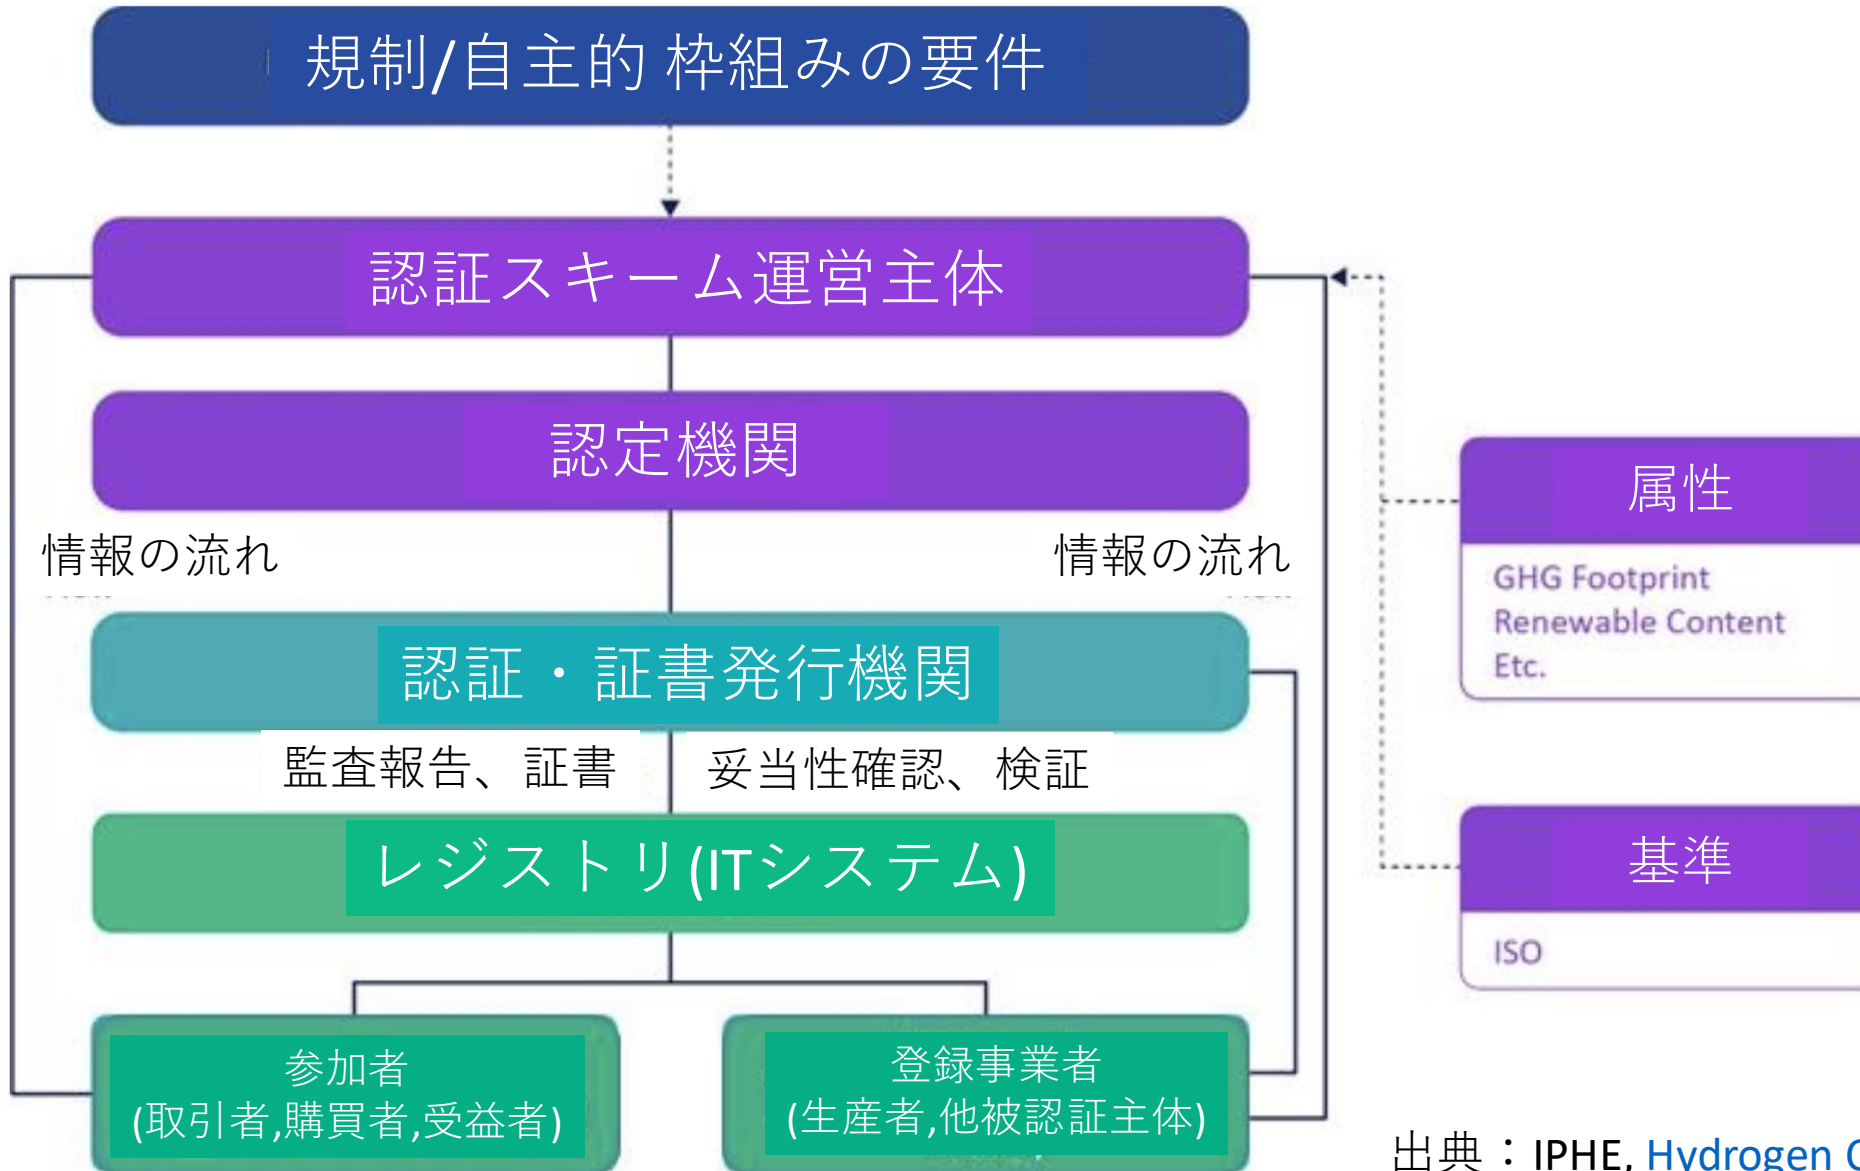 規制/自主的 枠組みの要件
認証スキーム運営主体
認定機関
情報の流れ
情報の流れ
認証・証書発行機関
監査報告、証書
妥当性確認、検証
レジストリ(ITシステム)
参加者
(取引者,購買者,受益者)
登録事業者
(生産者,他被認証主体)
属性
GHG Footprint
Renewable Content
Etc.
基準
ISO
出典：IPHE, Hydrogen